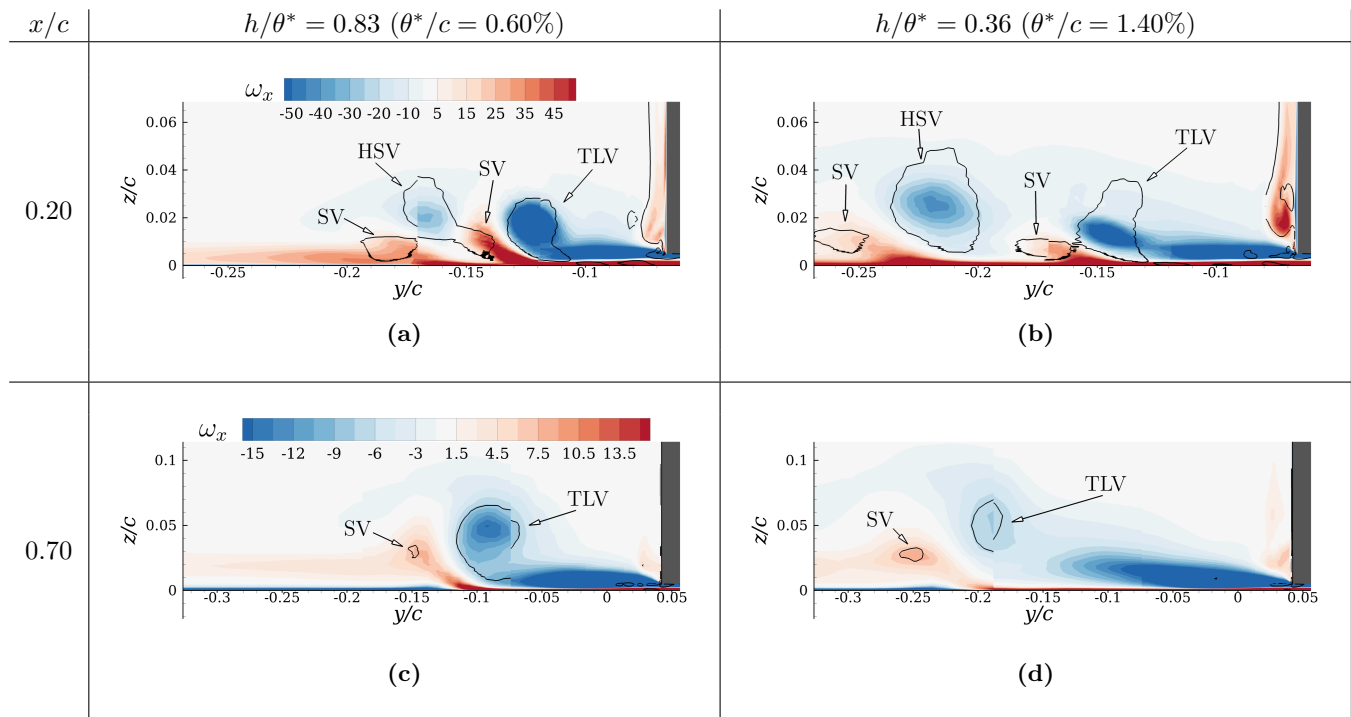 x/c h/θ* = 0.83 (θ*/c = 0.60%) h/θ* = 0.36 (θ*/c = 1.40%)
0.20
ωx
-50 -40 -30 -20 -10 5 15 25 35 45
0.06
0.04
0.02
0
z/c
HSV
SV
TLV
SV
-0.25 -0.2 -0.15 -0.1
y/c
(a)
0.06
0.04
0.02
0
z/c
HSV
TLV
SV
SV
-0.25 -0.2 -0.15 -0.1
y/c
(b)
0.70
ωx
-15 -12 -9 -6 -3 1.5 4.5 7.5 10.5 13.5
0.1
0.05
0
z/c
TLV
SV
-0.3 -0.25 -0.2 -0.15 -0.1 -0.05 0 0.05
y/c
(c)
0.1
0.05
0
z/c
TLV
SV
-0.3 -0.25 -0.2 -0.15 -0.1 -0.05 0 0.05
y/c
(d)